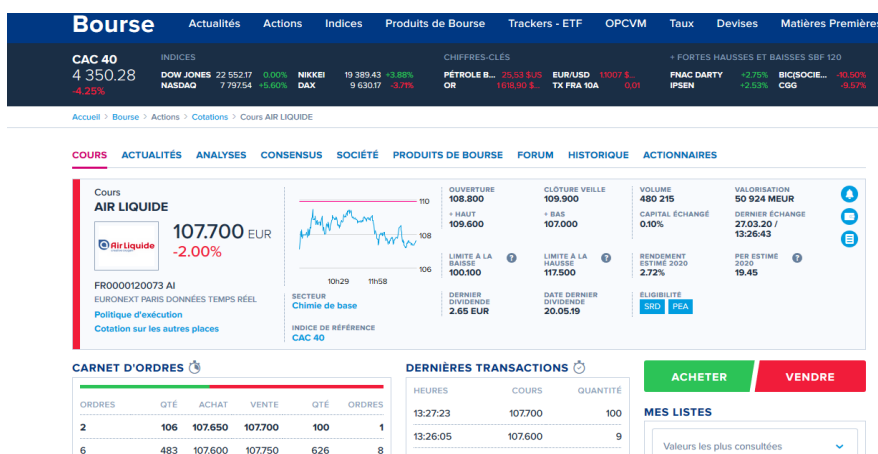 Bourse Actualités Actions Indices Produits de Bourse Trackers - ETF OPCVM Taux Devises Matières Première
CAC 40
4 350.28
-4.25%
INDICES
DOW JONES 22 552.17 0.00% NIKKEI 19 389.43 +3.88%
NASDAQ 7 797.54 +5.60% DAX 9 630.17 -3.71%
CHIFFRES-CLÉS
PÉTROLE B... 25,53 $US EUR/USD 1.1007 $...
OR 1 618,90 $... TX FRA 10A 0,01
+ FORTES HAUSSES ET BAISSES SBF 120
FNAC DARTY +2.75% BIC(SOCIE... -10.50%
IPSEN +2.53% CGG -9.57%
Accueil > Bourse > Actions > Cotations > Cours AIR LIQUIDE
COURS ACTUALITÉS ANALYSES CONSENSUS SOCIÉTÉ PRODUITS DE BOURSE FORUM HISTORIQUE ACTIONNAIRES
Cours
AIR LIQUIDE
Air Liquide
107.700 EUR
-2.00%
FR0000120073 AI
EURONEXT PARIS DONNÉES TEMPS RÉEL
Politique d'exécution
Cotation sur les autres places
110
108
106
10h29 11h58
SECTEUR
Chimie de base
INDICE DE RÉFÉRENCE
CAC 40
OUVERTURE
108.800
CLÔTURE VEILLE
109.900
+ HAUT
109.600
+ BAS
107.000
LIMITE À LA BAISSE ?
100.100
LIMITE À LA HAUSSE ?
117.500
DERNIER DIVIDENDE
2.65 EUR
DATE DERNIER DIVIDENDE
20.05.19
VOLUME
480 215
VALORISATION
50 924 MEUR
CAPITAL ÉCHANGÉ
0.10%
DERNIER ÉCHANGE
27.03.20 /
13:26:43
RENDEMENT ESTIMÉ 2020
2.72%
PER ESTIMÉ 2020 ?
19.45
ÉLIGIBILITÉ
SRD PEA
CARNET D'ORDRES
ORDRES QTÉ ACHAT VENTE QTÉ ORDRES
2 106 107.650 107.700 100 1
6 483 107.600 107.750 626 8
DERNIÈRES TRANSACTIONS
HEURES COURS QUANTITÉ
13:27:23 107.700 100
13:26:05 107.600 9
ACHETER VENDRE
MES LISTES
Valeurs les plus consultées